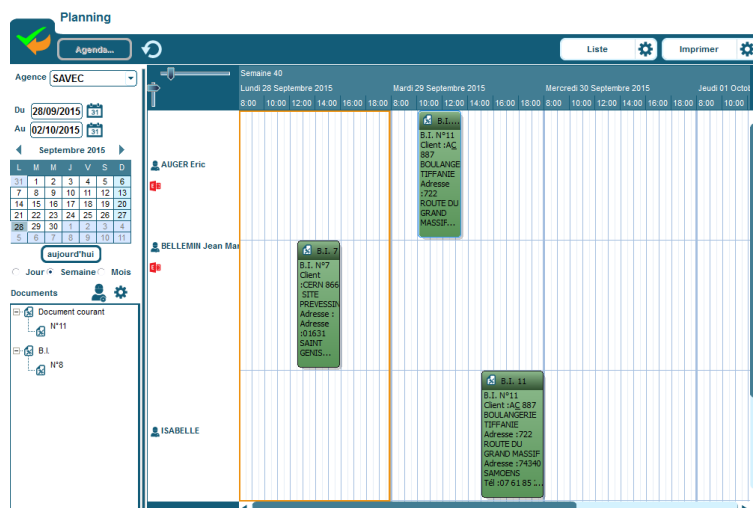 Planning
Agenda...
Liste
Imprimer
Agence SAVEC
Du 28/09/2015
Au 02/10/2015
Septembre 2015
L M M J V S D
31 1 2 3 4 5 6
7 8 9 10 11 12 13
14 15 16 17 18 19 20
21 22 23 24 25 26 27
28 29 30 1 2 3 4
5 6 7 8 9 10 11
aujourd'hui
Jour Semaine Mois
Documents
Document courant
N°11
B.I.
N°8
Semaine 40
Lundi 28 Septembre 2015 Mardi 29 Septembre 2015 Mercredi 30 Septembre 2015 Jeudi 01 Octob
8:00 10:00 12:00 14:00 16:00 18:00 8:00 10:00 12:00 14:00 16:00 18:00 8:00 10:00 12:00 14:00 16:00 18:00 8:00 10:00
AUGER Eric
B.I....
B.I. N°11
Client :AC
887
BOULANGE
TIFFANIE
Adresse
:722
ROUTE DU
GRAND
MASSIF...
BELLEMIN Jean Mar
B.I. 7
B.I. N°7
Client
:CERN 866
SITE
PREVESSIN
Adresse :
Adresse
:01631
SAINT
GENIS...
ISABELLE
B.I. 11
B.I. N°11
Client :AC 887
BOULANGERIE
TIFFANIE
Adresse :722
ROUTE DU
GRAND MASSIF
Adresse :74340
SAMOENS
Tél :07 61 85 ...